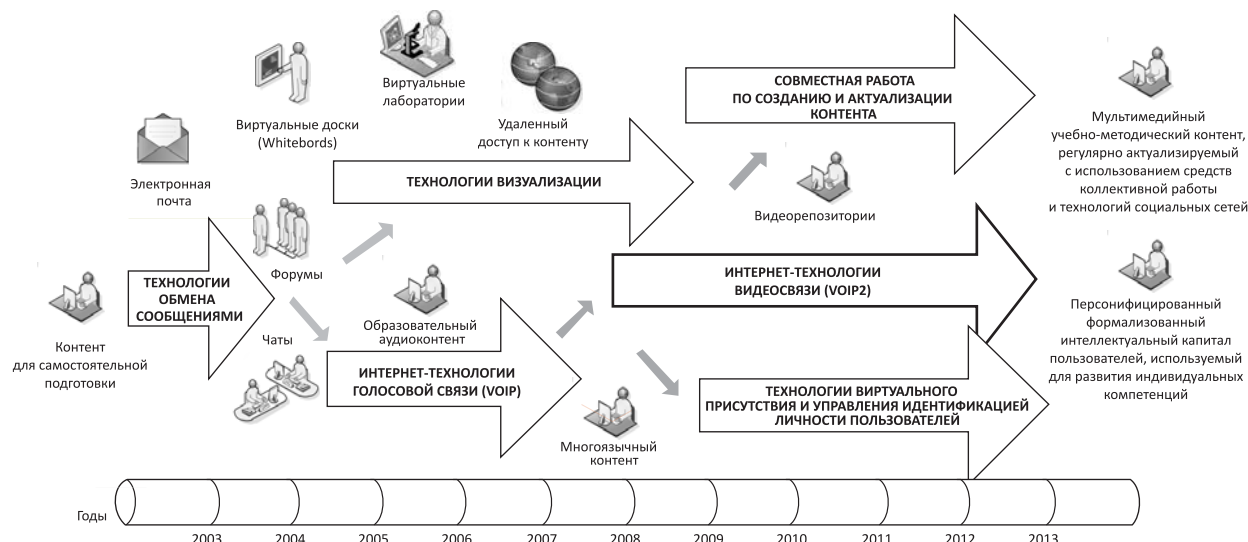 Виртуальные
лаборатории
Виртуальные доски
(Whitebords)
Удаленный
доступ к контенту
СОВМЕСТНАЯ РАБОТА
ПО СОЗДАНИЮ И АКТУАЛИЗАЦИИ
КОНТЕНТА
Мультимедийный
учебно-методический контент,
регулярно актуализируемый
с использованием средств
коллективной работы
и технологий социальных сетей
Электронная
почта
ТЕХНОЛОГИИ ВИЗУАЛИЗАЦИИ
Видеорепозитории
Форумы
ТЕХНОЛОГИИ
ОБМЕНА
СООБЩЕНИЯМИ
ИНТЕРНЕТ-ТЕХНОЛОГИИ
ВИДЕОСВЯЗИ (VOIP2)
Персонифицированный
формализованный
интеллектуальный капитал
пользователей, используемый
для развития индивидуальных
компетенций
Контент
для самостоятельной
подготовки
Чаты
Образовательный
аудиоконтент
ИНТЕРНЕТ-ТЕХНОЛОГИИ
ГОЛОСОВОЙ СВЯЗИ (VOIP)
ТЕХНОЛОГИИ ВИРТУАЛЬНОГО
ПРИСУТСТВИЯ И УПРАВЛЕНИЯ ИДЕНТИФИКАЦИЕЙ
ЛИЧНОСТИ ПОЛЬЗОВАТЕЛЕЙ
Многоязычный
контент
Годы
2003 2004 2005 2006 2007 2008 2009 2010 2011 2012 2013